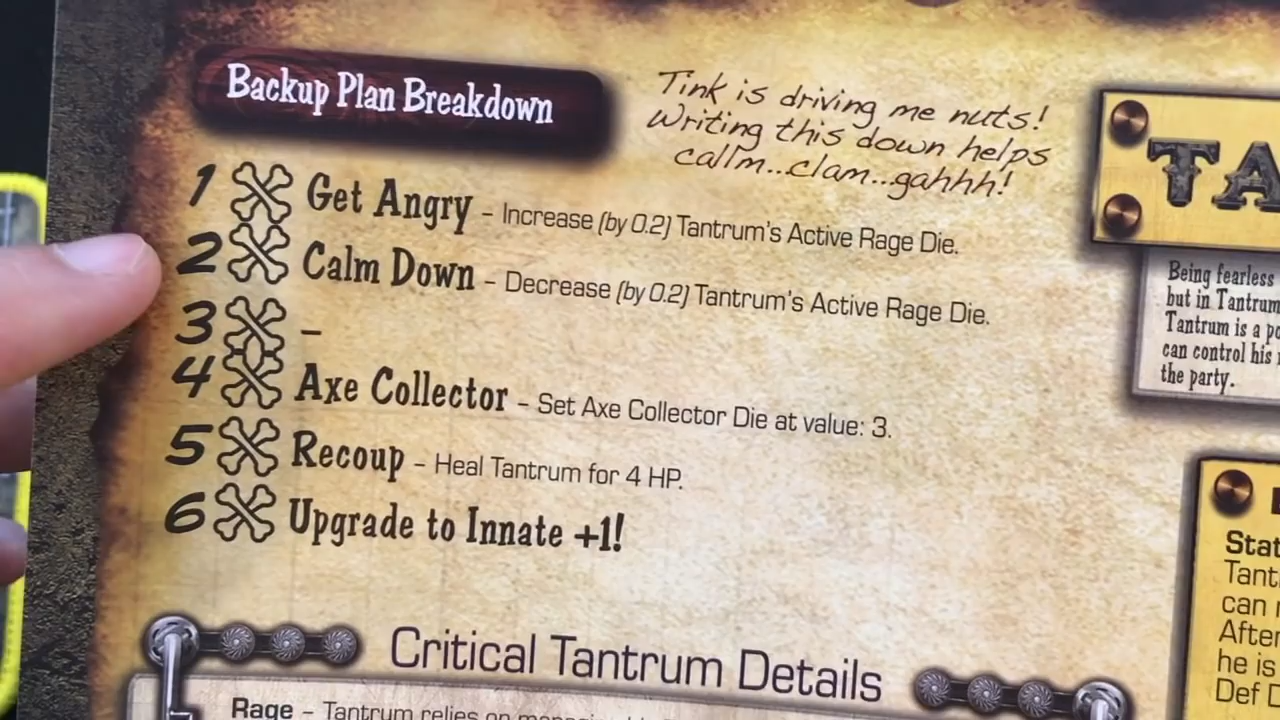 Backup Plan Breakdown
Tink is driving me nuts!
Writing this down helps
callm...clam...gahhh!
1 Get Angry – Increase (by 0.2) Tantrum's Active Rage Die.
2 Calm Down – Decrease (by 0.2) Tantrum's Active Rage Die.
3 –
4 Axe Collector – Set Axe Collector Die at value: 3.
5 Recoup – Heal Tantrum for 4 HP.
6 Upgrade to Innate +1!
TA
Being fearless
but in Tantrum
Tantrum is a po
can control his
the party.
Critical Tantrum Details
Rage – Tantrum relies on
Stat
Tant
can
After
he is
Def D